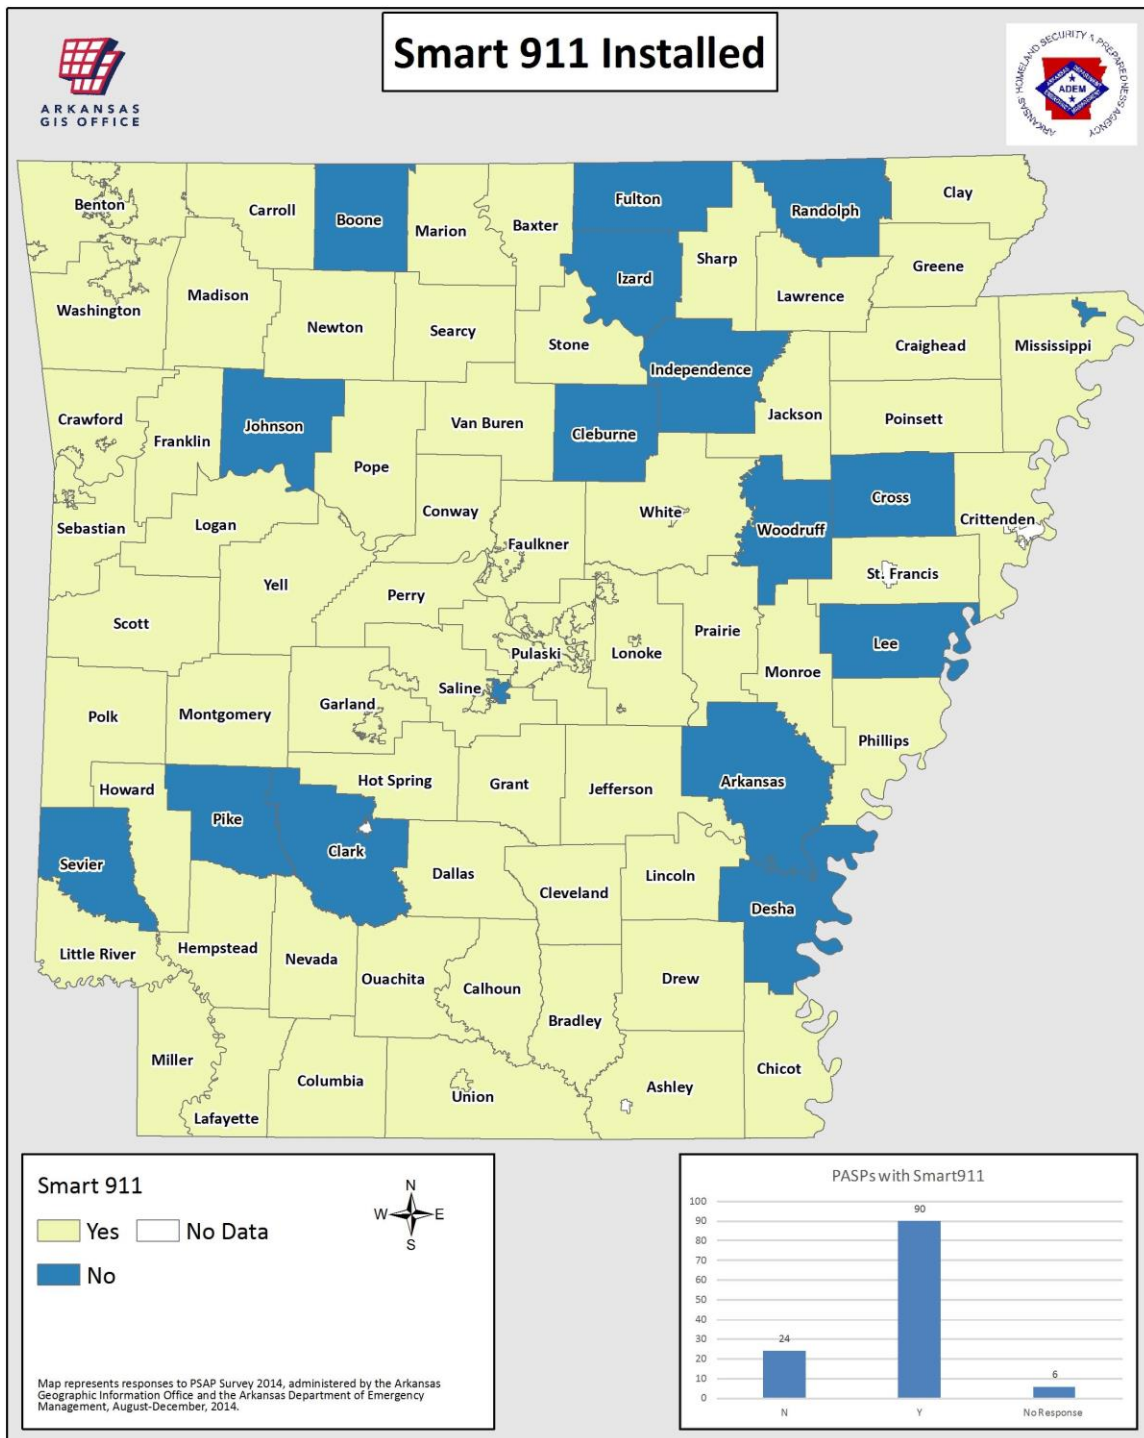 Smart 911 Installed
ARKANSAS
GIS OFFICE
ARKANSAS' HOMELAND SECURITY & PREPAREDNESS AGENCY
ADEM
Benton
Carroll
Boone
Marion
Baxter
Fulton
Randolph
Clay
Sharp
Greene
Izard
Lawrence
Madison
Washington
Newton
Searcy
Stone
Craighead
Mississippi
Independence
Crawford
Franklin
Johnson
Van Buren
Cleburne
Jackson
Poinsett
Pope
Conway
White
Woodruff
Cross
Crittenden
Sebastian
Logan
Faulkner
St. Francis
Yell
Perry
Scott
Pulaski
Lonoke
Prairie
Lee
Monroe
Saline
Garland
Polk
Montgomery
Phillips
Howard
Hot Spring
Grant
Jefferson
Arkansas
Pike
Clark
Sevier
Dallas
Cleveland
Lincoln
Desha
Little River
Hempstead
Nevada
Ouachita
Calhoun
Drew
Bradley
Miller
Columbia
Union
Ashley
Chicot
Lafayette
Smart 911
Yes
No Data
No
N
W
E
S
Map represents responses to PSAP Survey 2014, administered by the Arkansas
Geographic Information Office and the Arkansas Department of Emergency
Management, August-December, 2014.
PASPs with Smart911
100
90
80
70
60
50
40
30
20
10
0
24
90
6
N
Y
No Response